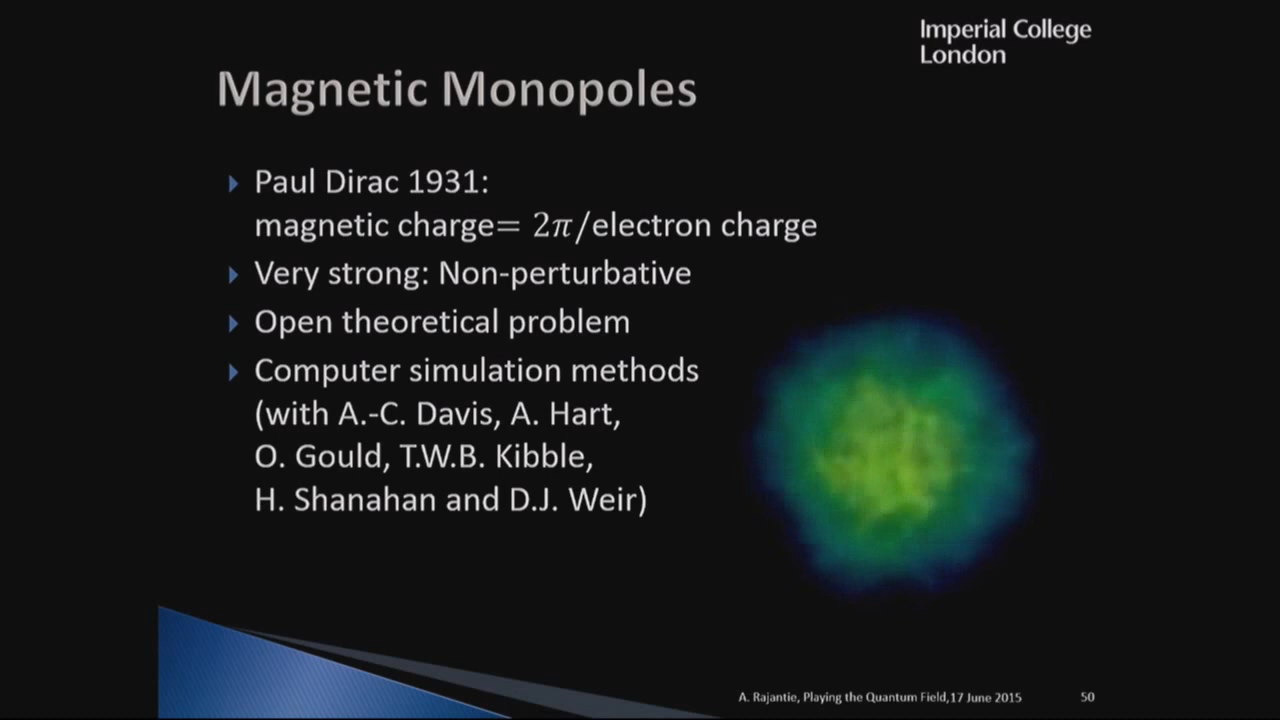 Imperial College
London
Magnetic Monopoles
Paul Dirac 1931:
magnetic charge= 2π/electron charge
Very strong: Non-perturbative
Open theoretical problem
Computer simulation methods
(with A.-C. Davis, A. Hart,
O. Gould, T.W.B. Kibble,
H. Shanahan and D.J. Weir)
A. Rajantie, Playing the Quantum Field,17 June 2015
50